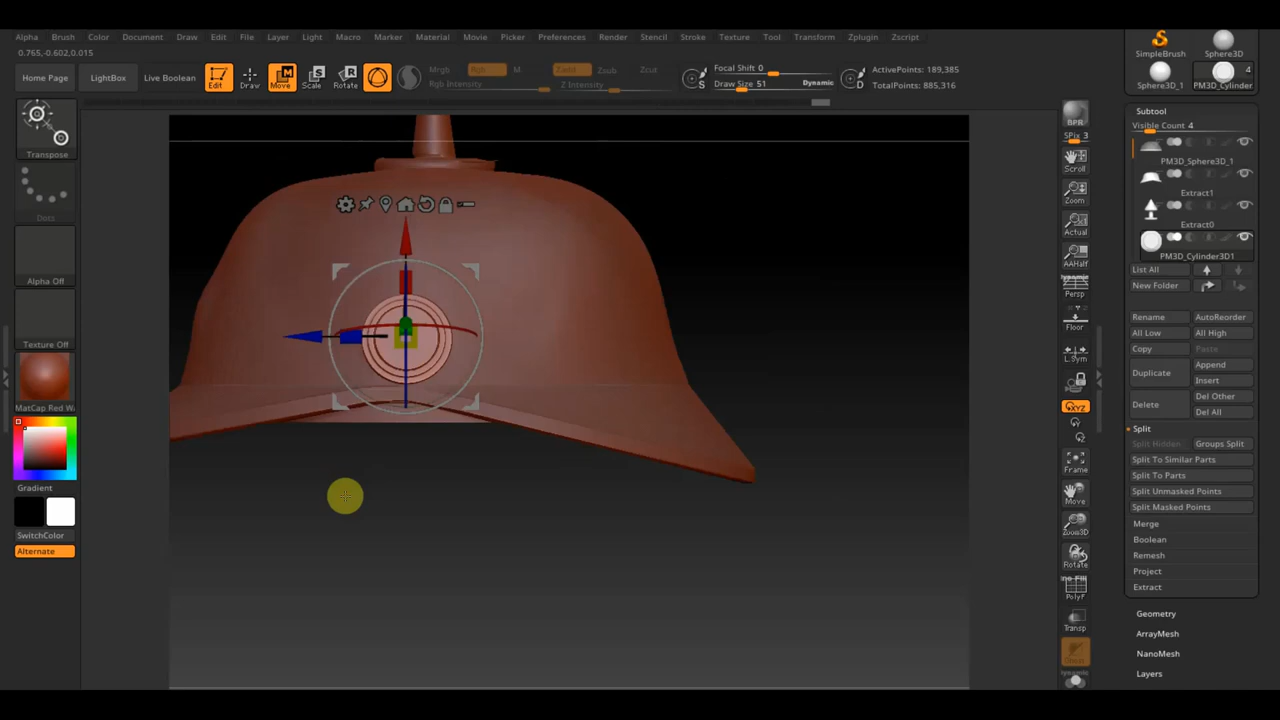 Alpha Brush Color Document Draw Edit File Layer Light Macro Marker Material Movie Picker Preferences Render Stencil Stroke Texture Tool Transform Zplugin Zscript
0.765,-0.602,0.015
Home Page LightBox Live Boolean Edit Draw Move Scale Rotate
Mrgb Rgb M Zadd Zsub Zcut
Rgb Intensity Z Intensity
Focal Shift 0
Draw Size 51 Dynamic
ActivePoints: 189,385
TotalPoints: 885,316
SimpleBrush Sphere3D
4
Sphere3D_1 PM3D_Cylinder
Transpose
Dots
Alpha Off
Texture Off
MatCap Red W
Gradient
SwitchColor
Alternate
BPR
SPix 3
Scroll
Zoom
Actual
AAHalf
Dynamic
Persp
Floor
L.Sym
XYZ
Frame
Move
Zoom3D
Rotate
PolyF
Transp
Subtool
Visible Count 4
PM3D_Sphere3D_1
Extract1
Extract0
PM3D_Cylinder3D1
List All
New Folder
Rename AutoReorder
All Low All High
Copy Paste
Duplicate Append
Insert
Delete Del Other
Del All
Split
Split Hidden Groups Split
Split To Similar Parts
Split To Parts
Split Unmasked Points
Split Masked Points
Merge
Boolean
Remesh
Project
Extract
Geometry
ArrayMesh
NanoMesh
Layers